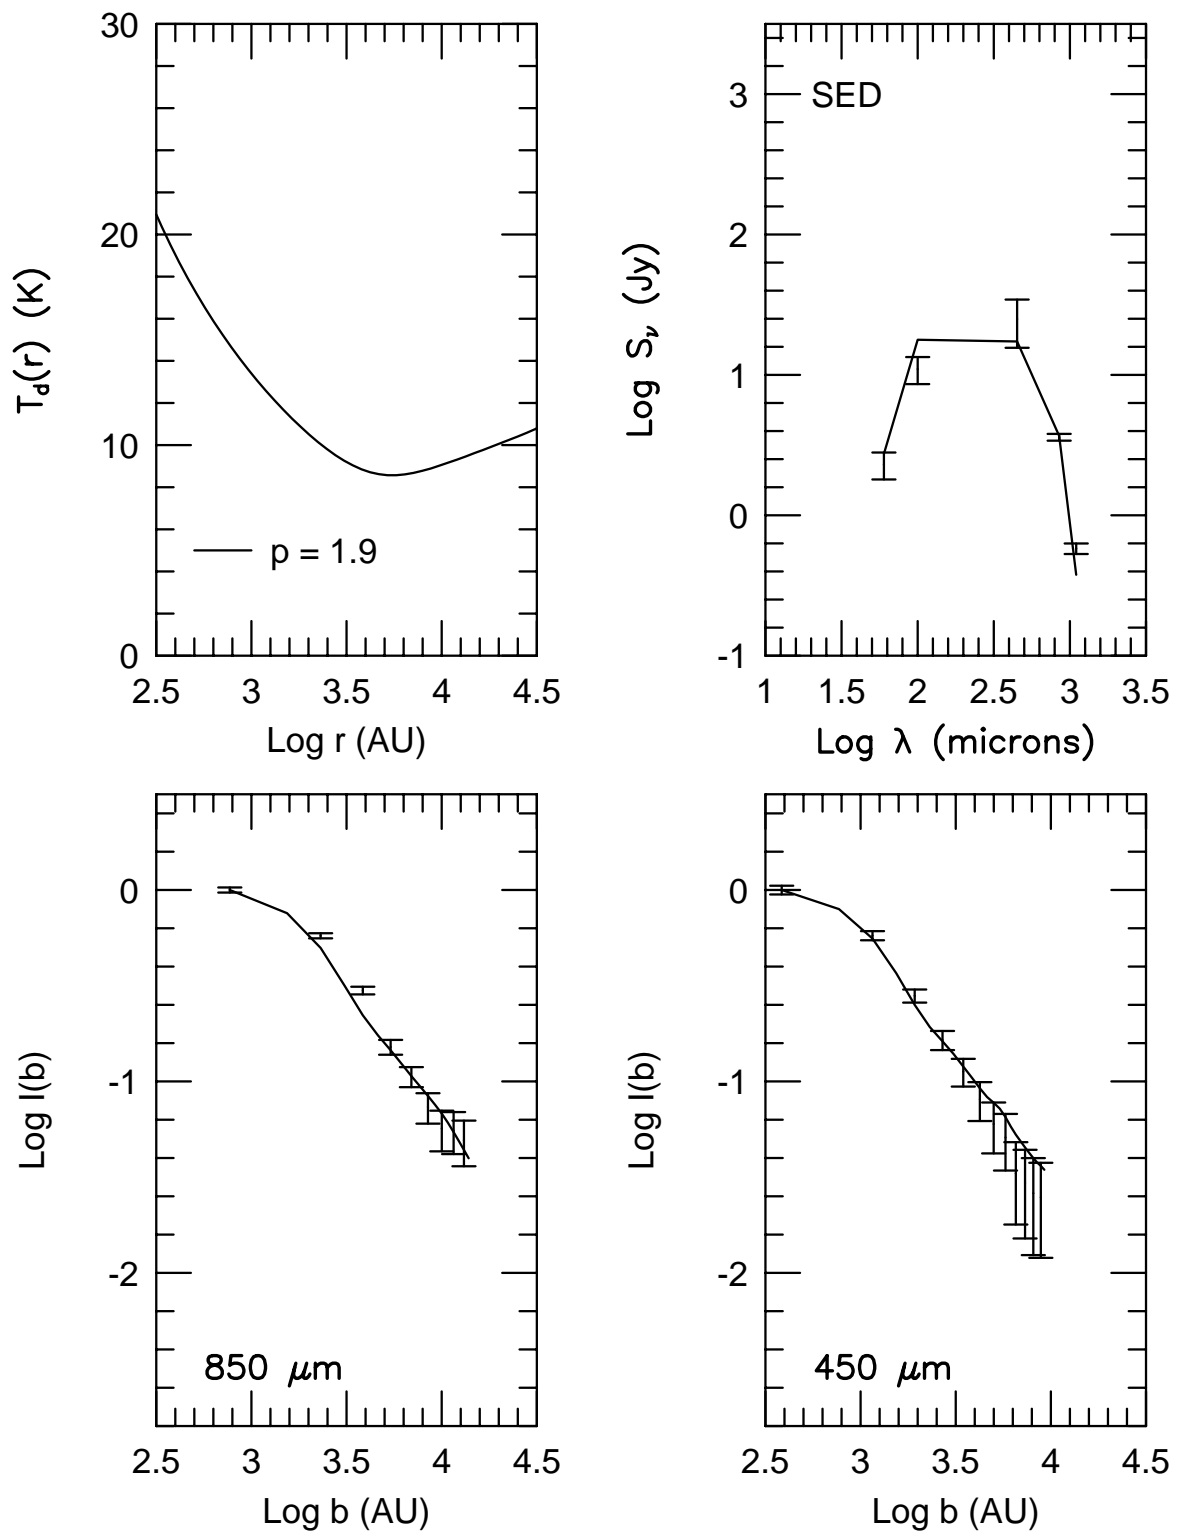 30
20
10
0
T_d(r) (K)
p = 1.9
2.5 3 3.5 4 4.5
Log r (AU)
3
2
1
0
-1
Log S_ν (Jy)
SED
1 1.5 2 2.5 3 3.5
Log λ (microns)
0
-1
-2
Log I(b)
850 μm
2.5 3 3.5 4 4.5
Log b (AU)
0
-1
-2
Log I(b)
450 μm
2.5 3 3.5 4 4.5
Log b (AU)